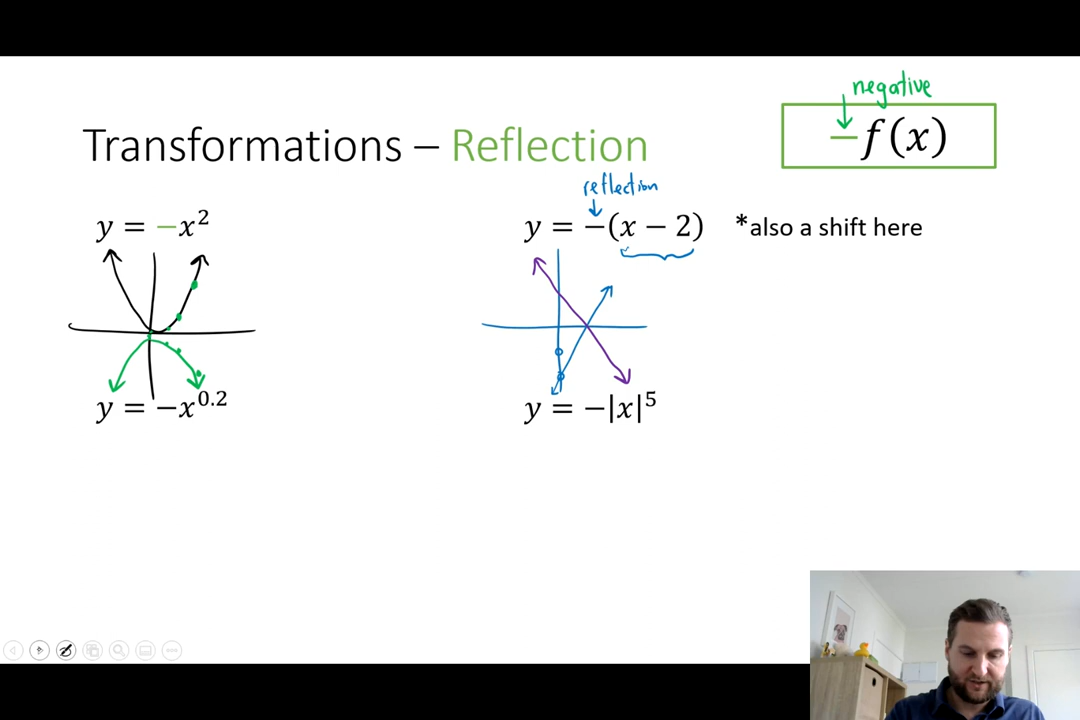 negative
−f(x)
Transformations – Reflection
reflection
y = −x²
y = −(x − 2) *also a shift here
y = −x^0.2
y = −|x|⁵